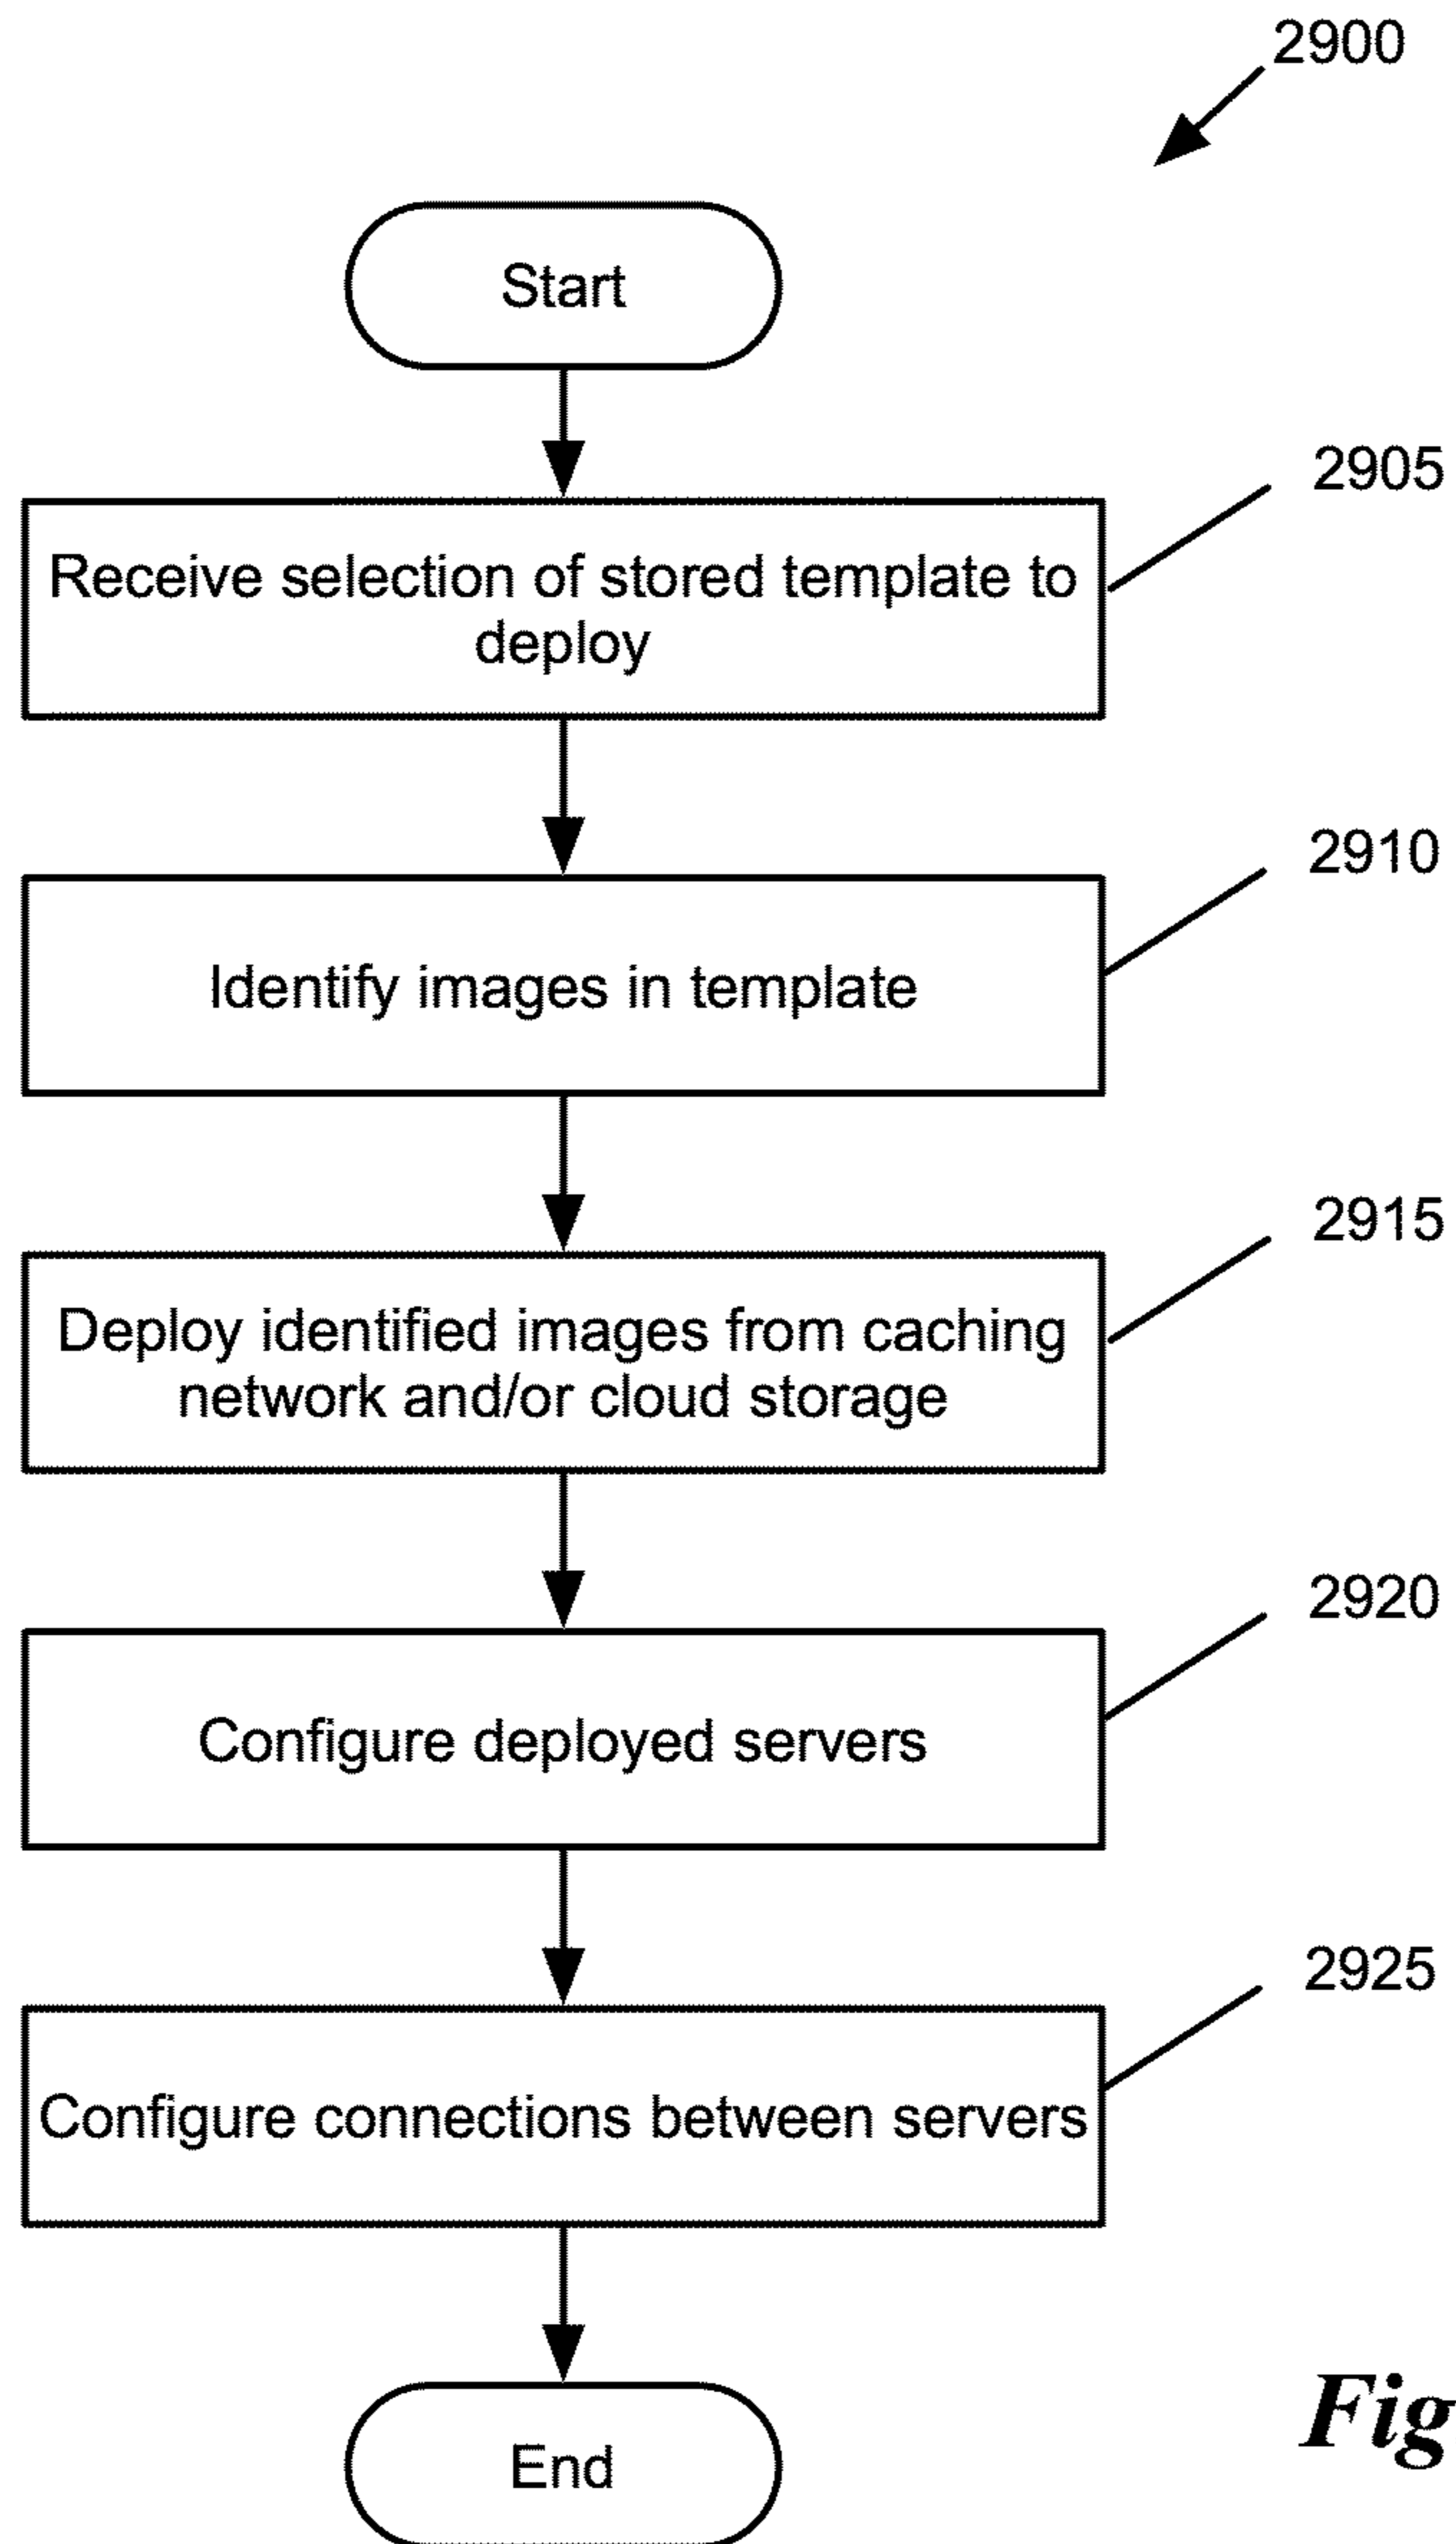 2900
Start
2905
Receive selection of stored template to
deploy
2910
Identify images in template
2915
Deploy identified images from caching
network and/or cloud storage
2920
Configure deployed servers
2925
Configure connections between servers
End
Fig